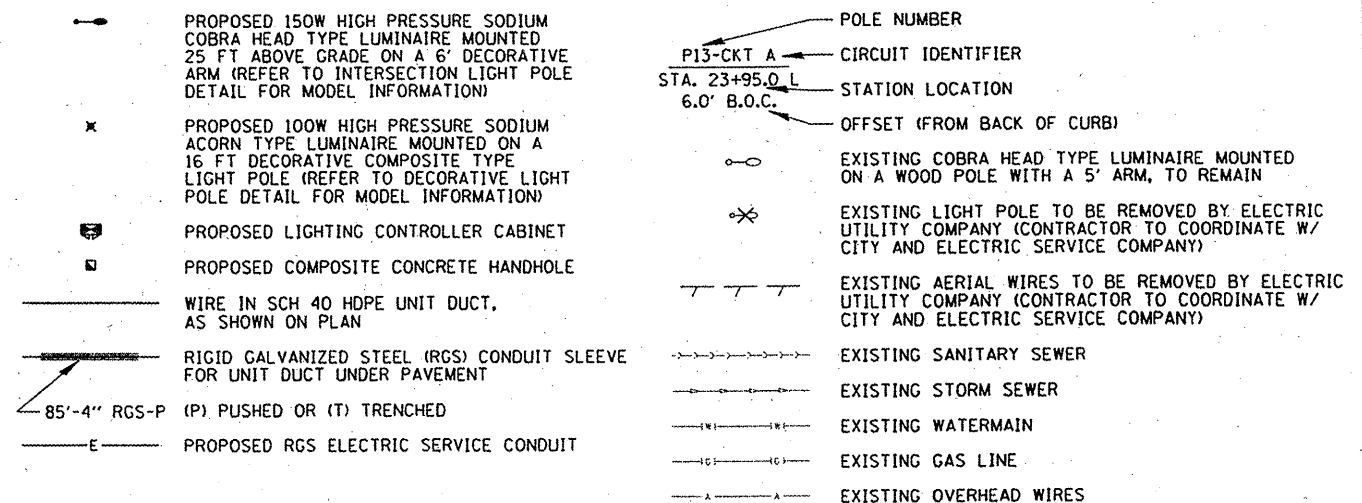 PROPOSED 150W HIGH PRESSURE SODIUM
COBRA HEAD TYPE LUMINAIRE MOUNTED
25 FT ABOVE GRADE ON A 6' DECORATIVE
ARM (REFER TO INTERSECTION LIGHT POLE
DETAIL FOR MODEL INFORMATION)
PROPOSED 100W HIGH PRESSURE SODIUM
ACORN TYPE LUMINAIRE MOUNTED ON A
16 FT DECORATIVE COMPOSITE TYPE
LIGHT POLE (REFER TO DECORATIVE LIGHT
POLE DETAIL FOR MODEL INFORMATION)
PROPOSED LIGHTING CONTROLLER CABINET
PROPOSED COMPOSITE CONCRETE HANDHOLE
WIRE IN SCH 40 HDPE UNIT DUCT,
AS SHOWN ON PLAN
RIGID GALVANIZED STEEL (RGS) CONDUIT SLEEVE
FOR UNIT DUCT UNDER PAVEMENT
85'-4" RGS-P (P) PUSHED OR (T) TRENCHED
E PROPOSED RGS ELECTRIC SERVICE CONDUIT
POLE NUMBER
P13-CKT A CIRCUIT IDENTIFIER
STA. 23+95.0 L STATION LOCATION
6.0' B.O.C.
OFFSET (FROM BACK OF CURB)
EXISTING COBRA HEAD TYPE LUMINAIRE MOUNTED
ON A WOOD POLE WITH A 5' ARM, TO REMAIN
EXISTING LIGHT POLE TO BE REMOVED BY ELECTRIC
UTILITY COMPANY (CONTRACTOR TO COORDINATE W/
CITY AND ELECTRIC SERVICE COMPANY)
EXISTING AERIAL WIRES TO BE REMOVED BY ELECTRIC
UTILITY COMPANY (CONTRACTOR TO COORDINATE W/
CITY AND ELECTRIC SERVICE COMPANY)
EXISTING SANITARY SEWER
EXISTING STORM SEWER
(W) (W) EXISTING WATERMAIN
(G) (G) EXISTING GAS LINE
A A EXISTING OVERHEAD WIRES